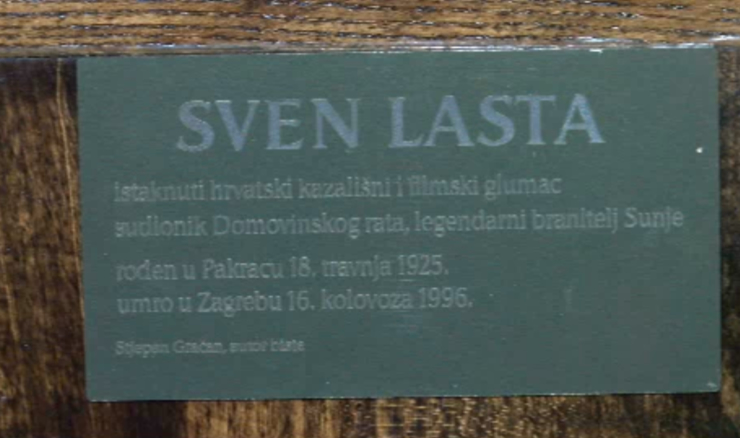 SVEN LASTA
istaknuti hrvatski kazališni i filmski glumac
sudionik Domovinskog rata, legendarni branitelj Sunje
rođen u Pakracu 18. travnja 1925.
umro u Zagrebu 16. kolovoza 1996.
Stjepan Gračan, autor biste